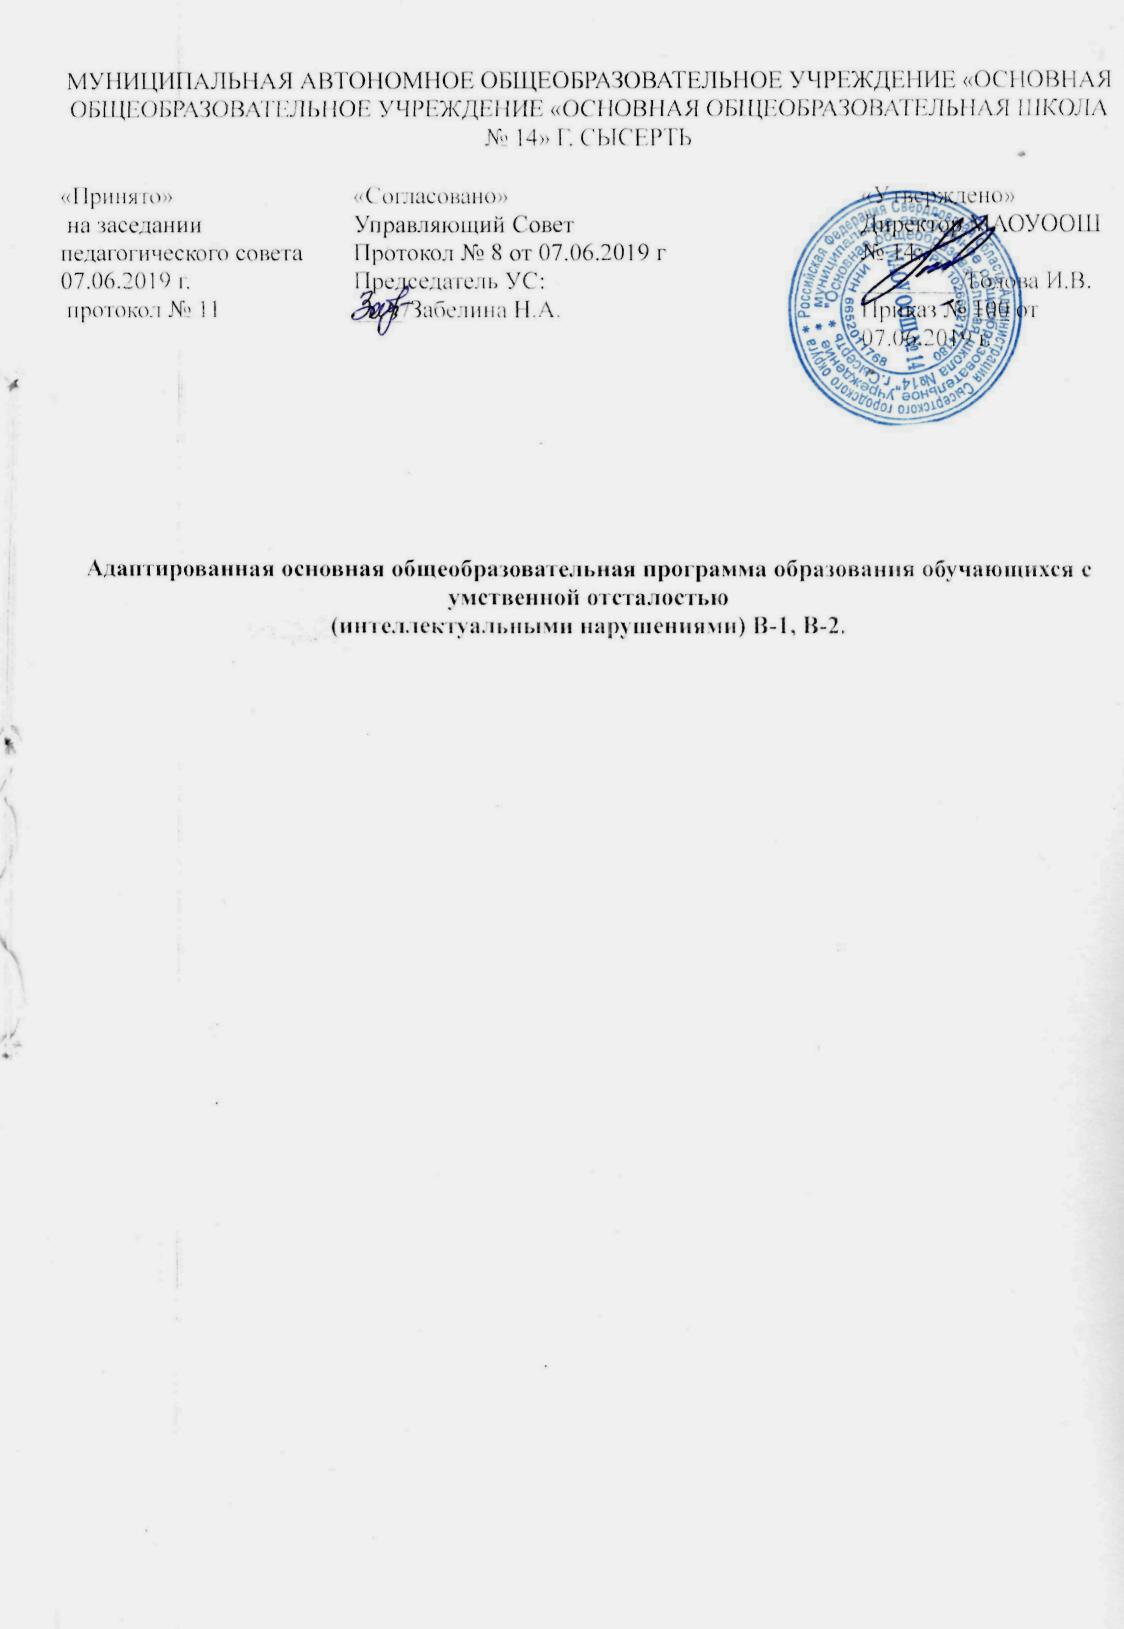 МУНИЦИПАЛЬНАЯ АВТОНОМНОЕ ОБЩЕОБРАЗОВАТЕЛЬНОЕ УЧРЕЖДЕНИЕ «ОСНОВНАЯ
ОБЩЕОБРАЗОВАТЕЛЬНОЕ УЧРЕЖДЕНИЕ «ОСНОВНАЯ ОБЩЕОБРАЗОВАТЕЛЬНАЯ ШКОЛА
№ 14» Г. СЫСЕРТЬ
«Принято»
на заседании
педагогического совета
07.06.2019 г.
протокол № 11
«Согласовано»
Управляющий Совет
Протокол № 8 от 07.06.2019 г
Председатель УС:
Забелина Н.А.
«Утверждено»
Директор МАОУООШ
№ 14
И.В.
Приказ № 100 от
07.06.2019 г.
Адаптированная основная общеобразовательная программа образования обучающихся с
умственной отсталостью
(интеллектуальными нарушениями) В-1, В-2.